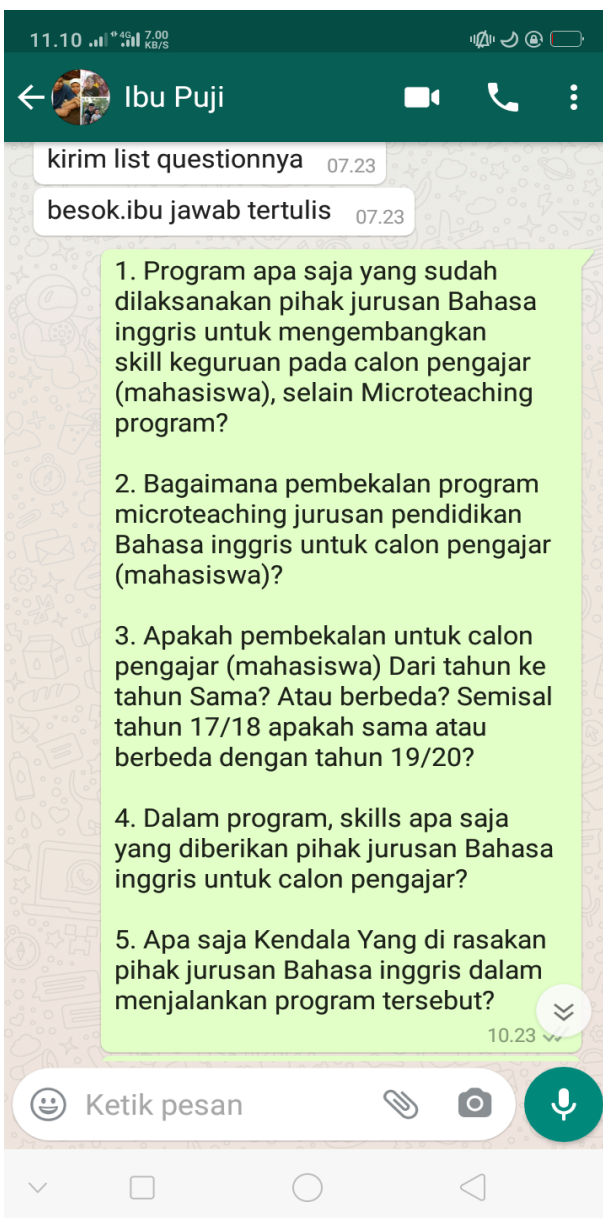 11.10 4G 7.00
KB/S
Ibu Puji
kirim list questionnya 07.23
besok.ibu jawab tertulis 07.23
1. Program apa saja yang sudah
dilaksanakan pihak jurusan Bahasa
inggris untuk mengembangkan
skill keguruan pada calon pengajar
(mahasiswa), selain Microteaching
program?
2. Bagaimana pembekalan program
microteaching jurusan pendidikan
Bahasa inggris untuk calon pengajar
(mahasiswa)?
3. Apakah pembekalan untuk calon
pengajar (mahasiswa) Dari tahun ke
tahun Sama? Atau berbeda? Semisal
tahun 17/18 apakah sama atau
berbeda dengan tahun 19/20?
4. Dalam program, skills apa saja
yang diberikan pihak jurusan Bahasa
inggris untuk calon pengajar?
5. Apa saja Kendala Yang di rasakan
pihak jurusan Bahasa inggris dalam
menjalankan program tersebut?
10.23
Ketik pesan